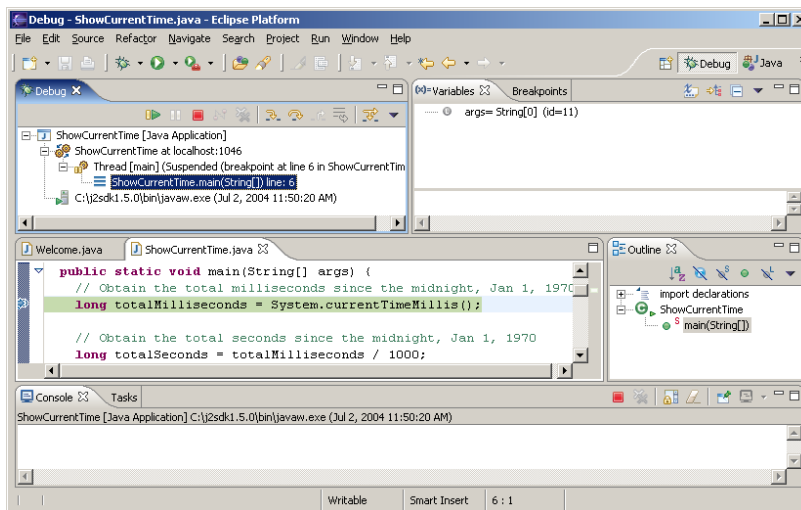 Debug - ShowCurrentTime.java - Eclipse Platform
File Edit Source Refactor Navigate Search Project Run Window Help
Debug Java
Debug
ShowCurrentTime [Java Application]
ShowCurrentTime at localhost:1046
Thread [main] (Suspended (breakpoint at line 6 in ShowCurrentTim
ShowCurrentTime.main(String[]) line: 6
C:\j2sdk1.5.0\bin\javaw.exe (Jul 2, 2004 11:50:20 AM)
(x)= Variables Breakpoints
args= String[0] (id=11)
Welcome.java ShowCurrentTime.java
public static void main(String[] args) {
// Obtain the total milliseconds since the midnight, Jan 1, 1970
long totalMilliseconds = System.currentTimeMillis();
// Obtain the total seconds since the midnight, Jan 1, 1970
long totalSeconds = totalMilliseconds / 1000;
Outline
import declarations
ShowCurrentTime
main(String[])
Console Tasks
ShowCurrentTime [Java Application] C:\j2sdk1.5.0\bin\javaw.exe (Jul 2, 2004 11:50:20 AM)
Writable Smart Insert 6 : 1